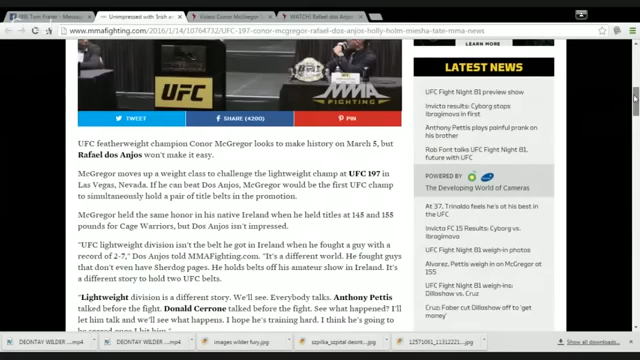 Tom Fraser - Messag
Unimpressed with Irish an
Videos Conor McGregor
WATCH| Rafael dos Anjos
www.mmafighting.com/2016/1/14/10764732/UFC-197-conor-mcgregor-rafael-dos-anjos-holly-holm-miesha-tate-mma-news
LEARN MORE
UFC
MMA
FIGHTING
TWEET
SHARE (4200)
PIN
UFC featherweight champion Conor McGregor looks to make history on March 5, but
Rafael dos Anjos won't make it easy.
McGregor moves up a weight class to challenge the lightweight champ at UFC 197 in
Las Vegas, Nevada. If he can beat Dos Anjos, McGregor would be the first UFC champ
to simultaneously hold a pair of title belts in the promotion.
McGregor held the same honor in his native Ireland when he held titles at 145 and 155
pounds for Cage Warriors, but Dos Anjos isn't impressed.
"UFC lightweight division isn't the belt he got in Ireland when he fought a guy with a
record of 2-7," Dos Anjos told MMAFighting.com. "It's a different world. He fought guys
that don't even have Sherdog pages. He holds belts off his amateur show in Ireland. It's
a different story to hold two UFC belts.
"Lightweight division is a different story. We'll see. Everybody talks. Anthony Pettis
talked before the fight. Donald Cerrone talked before the fight. See what happened? I'll
let him talk and we'll see what happens. I hope he's training hard. I think he's going to
be scared once I hit him."
LATEST NEWS
UFC Fight Night 81 preview show
Invicta results: Cyborg stops
Ibragimova in first
Anthony Pettis plays painful prank on
his brother
Rob Font talks UFC Fight Night 81,
future with UFC
POWERED BY
The Developing World of Cameras
At 37, Trinaldo feels he's at his best in
the UFC
Invicta FC 15 Results: Cyborg vs.
Ibragimova
UFC Fight Night 81 weigh-in photos
Alvarez, Pettis weigh in on McGregor at
155
UFC Fight Night 81 weigh-ins:
Dillashaw vs. Cruz
Cruz: Faber cut Dillashaw off to 'get
money'
DEONTAY WILDER ....mp4
DEONTAY WILDER ....mp4
images wilder fury.jpg
szpilka_szpital deont....jpg
12571061_11312221....jpg
Show all downloads...